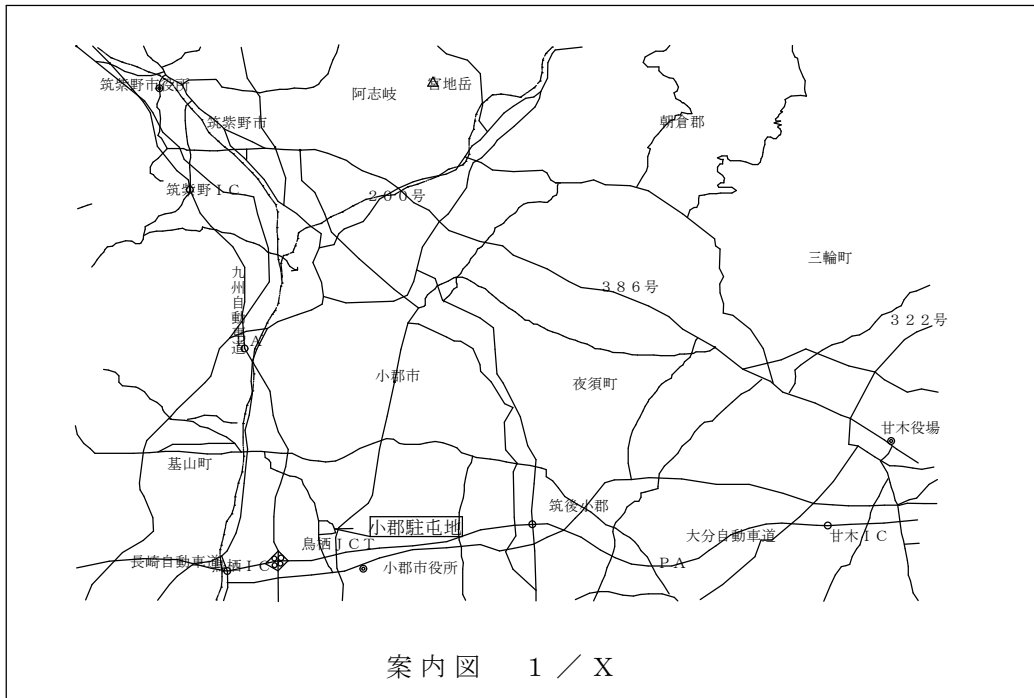 筑紫野市役所
阿志岐
宮地岳
筑紫野市
朝倉郡
筑紫野ＩＣ
２００号
三輪町
九州自動車道
ＰＡ
３８６号
３２２号
小郡市
夜須町
甘木役場
基山町
筑後小郡
小郡駐屯地
鳥栖ＪＣＴ
大分自動車道
甘木ＩＣ
長崎自動車道
鳥栖ＩＣ
小郡市役所
ＰＡ
案内図　１／Ｘ